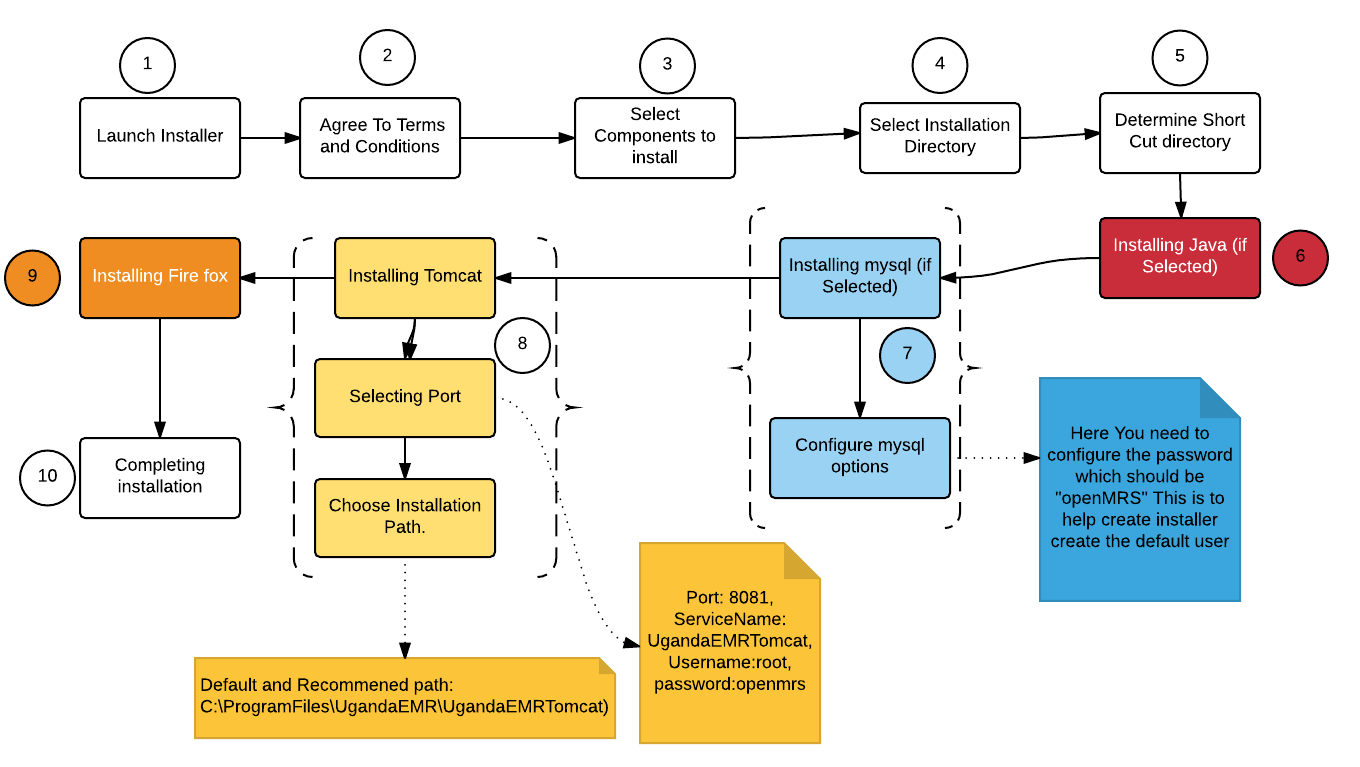 1
2
3
4
5
Launch Installer
Agree To Terms
and Conditions
Select
Components to
install
Select Installation
Directory
Determine Short
Cut directory
9
Installing Fire fox
Installing Tomcat
Installing mysql (if
Selected)
Installing Java (if
Selected)
6
8
7
Selecting Port
10
Completing
installation
Choose Installation
Path.
Configure mysql
options
Here You need to
configure the password
which should be
"openMRS" This is to
help create installer
create the default user
Port: 8081,
ServiceName:
UgandaEMRTomcat,
Username:root,
password:openmrs
Default and Recommened path:
C:\ProgramFiles\UgandaEMR\UgandaEMRTomcat)